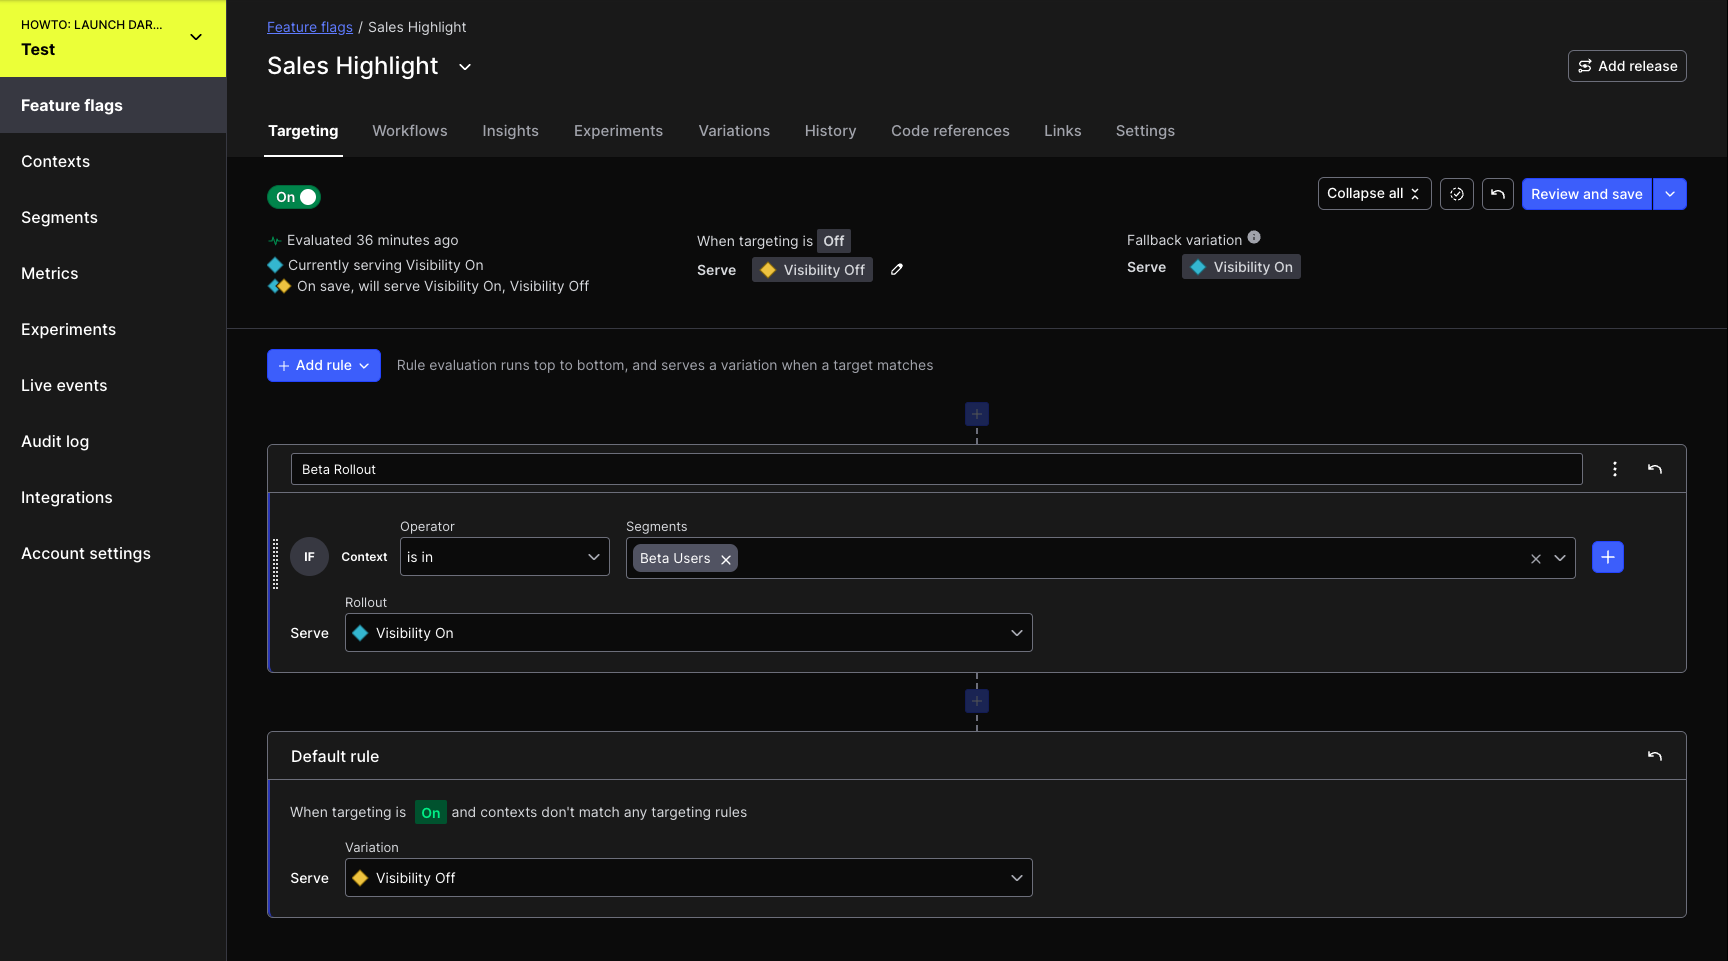 HOWTO: LAUNCH DAR...
Test
Feature flags
Contexts
Segments
Metrics
Experiments
Live events
Audit log
Integrations
Account settings
Feature flags / Sales Highlight
Sales Highlight
Add release
Targeting Workflows Insights Experiments Variations History Code references Links Settings
On
Collapse all
Review and save
Evaluated 36 minutes ago
Currently serving Visibility On
On save, will serve Visibility On, Visibility Off
When targeting is Off
Serve Visibility Off
Fallback variation
Serve Visibility On
Add rule
Rule evaluation runs top to bottom, and serves a variation when a target matches
Beta Rollout
Operator
Segments
IF Context is in Beta Users
Rollout
Serve Visibility On
Default rule
When targeting is On and contexts don't match any targeting rules
Variation
Serve Visibility Off